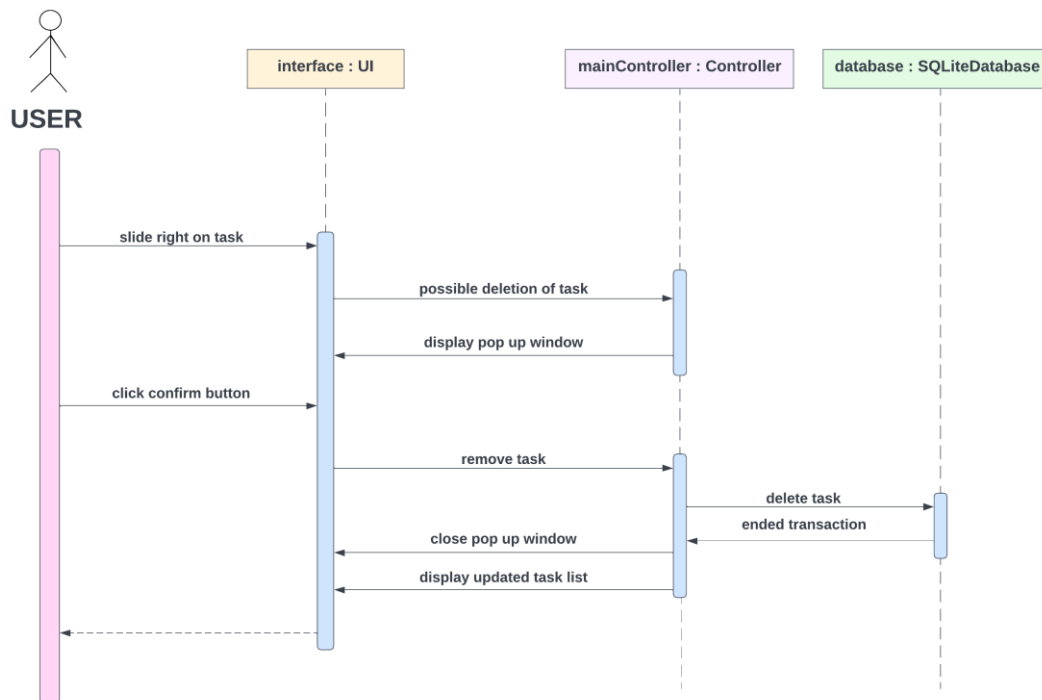 interface : UI
mainController : Controller
database : SQLiteDatabase
USER
slide right on task
possible deletion of task
display pop up window
click confirm button
remove task
delete task
ended transaction
close pop up window
display updated task list